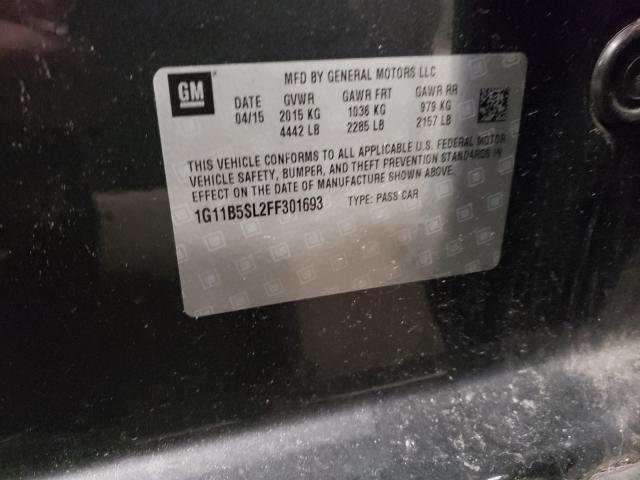 GM
MFD BY GENERAL MOTORS LLC
DATE GVWR GAWR FRT GAWR RR
04/15 2015 KG 1036 KG 979 KG
4442 LB 2285 LB 2157 LB
THIS VEHICLE CONFORMS TO ALL APPLICABLE U.S. FEDERAL MOTOR
VEHICLE SAFETY, BUMPER, AND THEFT PREVENTION STANDARDS IN
EFFECT ON THE DATE OF MANUFACTURE SHOWN ABOVE.
1G11B5SL2FF301693 TYPE: PASS CAR